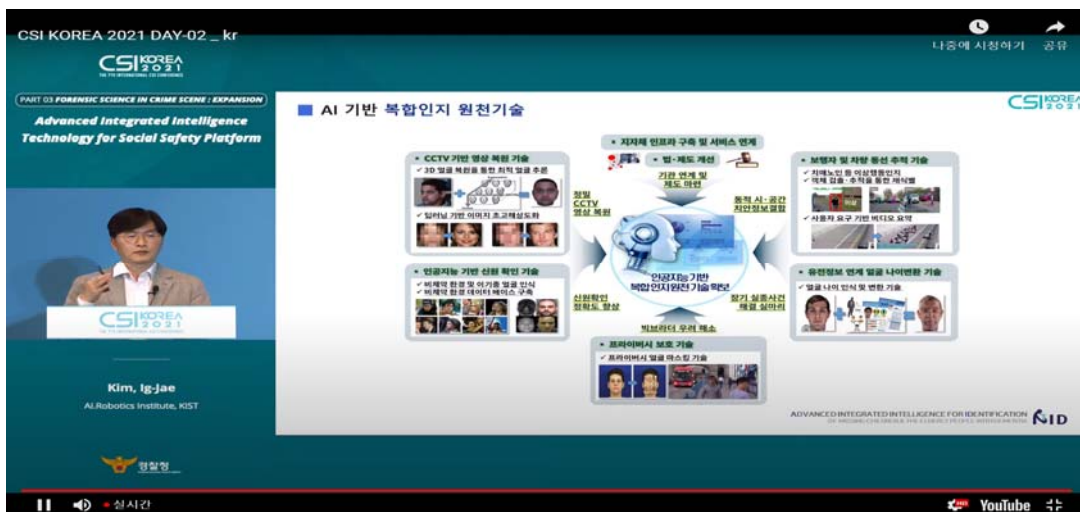 CSI KOREA 2021 DAY-02 _ kr
나중에 시청하기
공유
CSI KOREA 2021
THE 7TH INTERNATIONAL CSI CONFERENCE
PART 03 FORENSIC SCIENCE IN CRIME SCENE : EXPANSION
Advanced Integrated Intelligence
Technology for Social Safety Platform
CSI KOREA 2021
Kim, Ig-Jae
AI.Robotics Institute, KIST
경찰청
AI 기반 복합인지 원천기술
CSI KOREA 2021
• 지자체 인프라 구축 및 서비스 연계
• 법·제도 개선
기관 연계 및
제도 마련
• CCTV 기반 영상 복원 기술
✓ 3D 얼굴 복원을 통한 최적 얼굴 추론
✓ 딥러닝 기반 이미지 초고해상도화
정밀
CCTV
영상 복원
동적 시·공간
치안정보결합
• 보행자 및 차량 동선 추적 기술
✓ 치매노인 등 이상행동인지
✓ 객체 검출·추적을 통한 재식별
✓ 사용자 요구 기반 비디오 요약
인공지능 기반
복합인지원천기술 확보
• 인공지능 기반 신원 확인 기술
✓ 비제약 환경 및 이기종 얼굴 인식
✓ 비제약 환경 데이터 베이스 구축
신원확인
정확도 향상
장기 실종사건
해결 실마리
• 유전정보 연계 얼굴 나이변환 기술
✓ 얼굴 나이 인식 및 변환 기술
빅브라더 우려 해소
• 프라이버시 보호 기술
✓ 프라이버시 얼굴 마스킹 기술
ADVANCED INTEGRATED INTELLIGENCE FOR IDENTIFICATION
실시간
YouTube